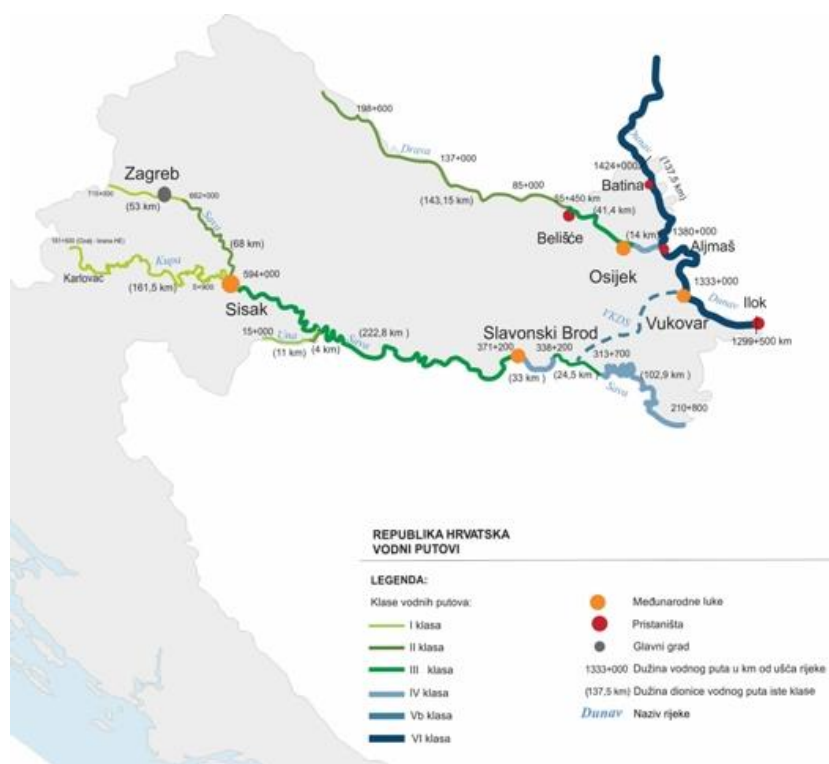 198+600
Drava
137+000
(143,15 km)
85+000
55+450 km
(41,4 km)
Belišće
Osijek
(14 km)
Dunav
(137,5 km)
1424+000
Batina
1380+000
Aljmaš
1333+000
Dunav
Ilok
1299+500 km
Vukovar
VKDS
Zagreb
(53 km)
662+000
Sava
(68 km)
594+000
Sisak
Karlovac
Kupa
(161,5 km)
15+000
Una
(11 km)
(4 km)
Sava
(222,8 km)
Slavonski Brod
371+200
(33 km )
338+200
(24,5 km)
313+700
(102,9 km )
Sava
210+800
REPUBLIKA HRVATSKA
VODNI PUTOVI
LEGENDA:
Klase vodnih putova:
I klasa
II klasa
III klasa
IV klasa
Vb klasa
VI klasa
Međunarodne luke
Pristaništa
Glavni grad
1333+000 Dužina vodnog puta u km od ušća rijeke
(137,5 km) Dužina dionice vodnog puta iste klase
Dunav Naziv rijeke